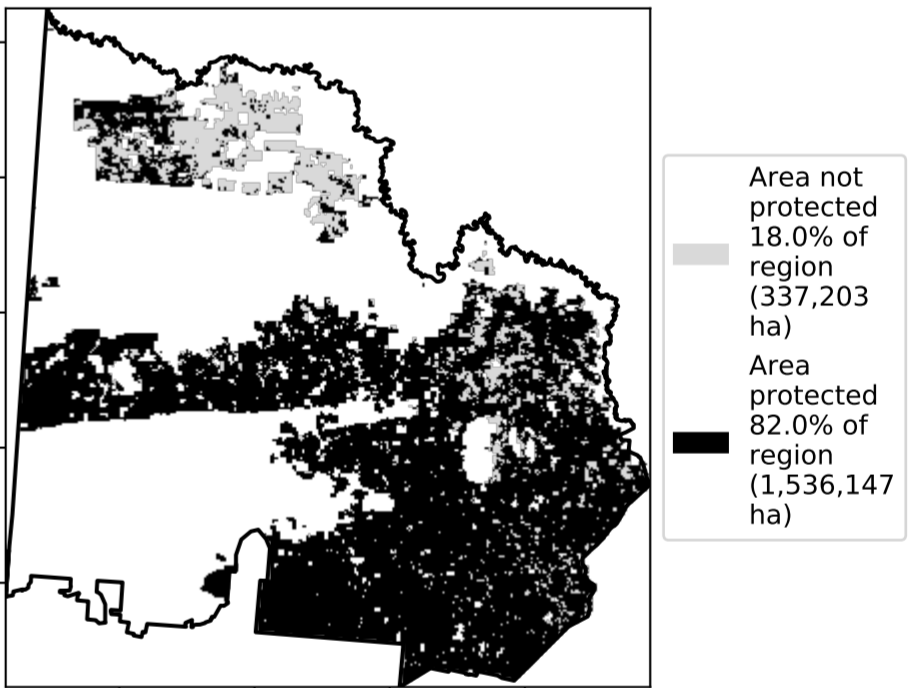 Area not
protected
18.0% of
region
(337,203
ha)
Area
protected
82.0% of
region
(1,536,147
ha)